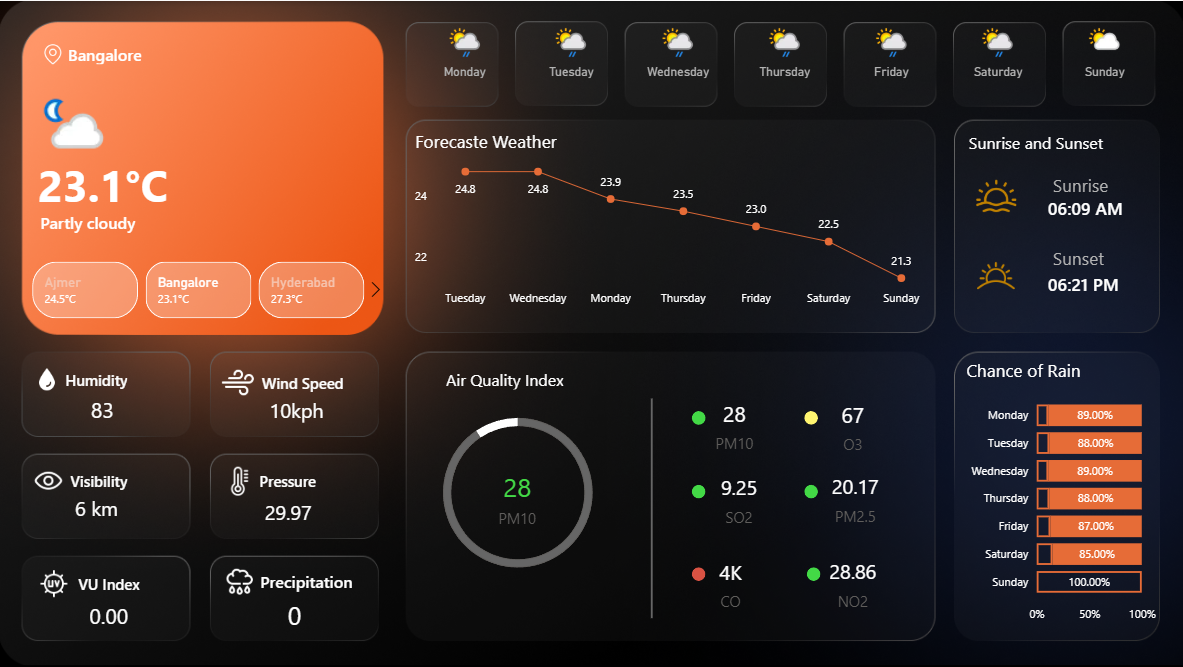 Bangalore
23.1°C
Partly cloudy
Ajmer
24.5°C
Bangalore
23.1°C
Hyderabad
27.3°C
Monday
Tuesday
Wednesday
Thursday
Friday
Saturday
Sunday
Forecaste Weather
24
22
24.8
24.8
23.9
23.5
23.0
22.5
21.3
Tuesday
Wednesday
Monday
Thursday
Friday
Saturday
Sunday
Sunrise and Sunset
Sunrise
06:09 AM
Sunset
06:21 PM
Humidity
83
Wind Speed
10kph
Visibility
6 km
Pressure
29.97
UV
VU Index
0.00
Precipitation
0
Air Quality Index
28
PM10
28
PM10
67
O3
9.25
SO2
20.17
PM2.5
4K
CO
28.86
NO2
Chance of Rain
Monday 89.00%
Tuesday 88.00%
Wednesday 89.00%
Thursday 88.00%
Friday 87.00%
Saturday 85.00%
Sunday 100.00%
0% 50% 100%